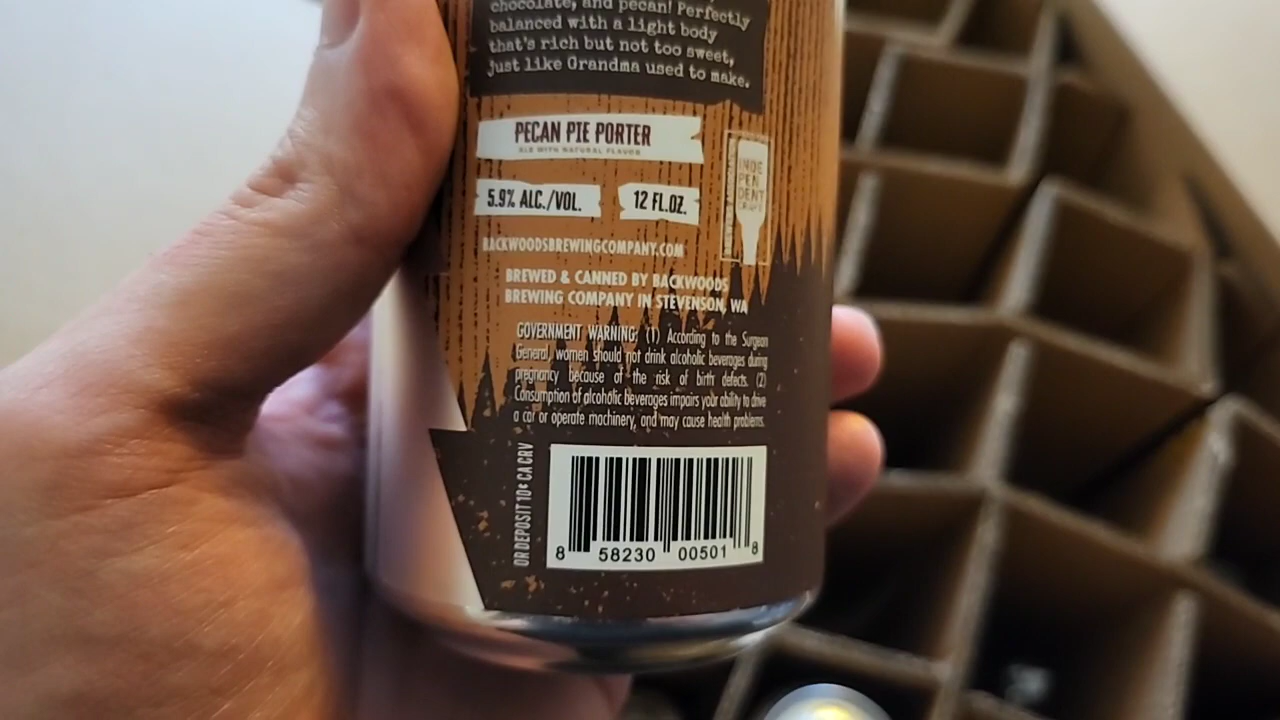 chocolate, and pecan! Perfectly
balanced with a light body
that's rich but not too sweet,
Just like Grandma used to make.
PECAN PIE PORTER
ALE WITH NATURAL FLAVOR
5.9% ALC./VOL.
12 FL.OZ.
INDE
PEN
DENT
BACKWOODSBREWINGCOMPANY.COM
BREWED & CANNED BY BACKWOODS
BREWING COMPANY IN STEVENSON, WA
GOVERNMENT WARNING: (1) According to the Surgeon
General, women should not drink alcoholic beverages during
pregnancy because of the risk of birth defects. (2)
Consumption of alcoholic beverages impairs your ability to drive
a car or operate machinery, and may cause health problems.
OR DEPOSIT 10¢ CA CRV
8 58230 00501 8